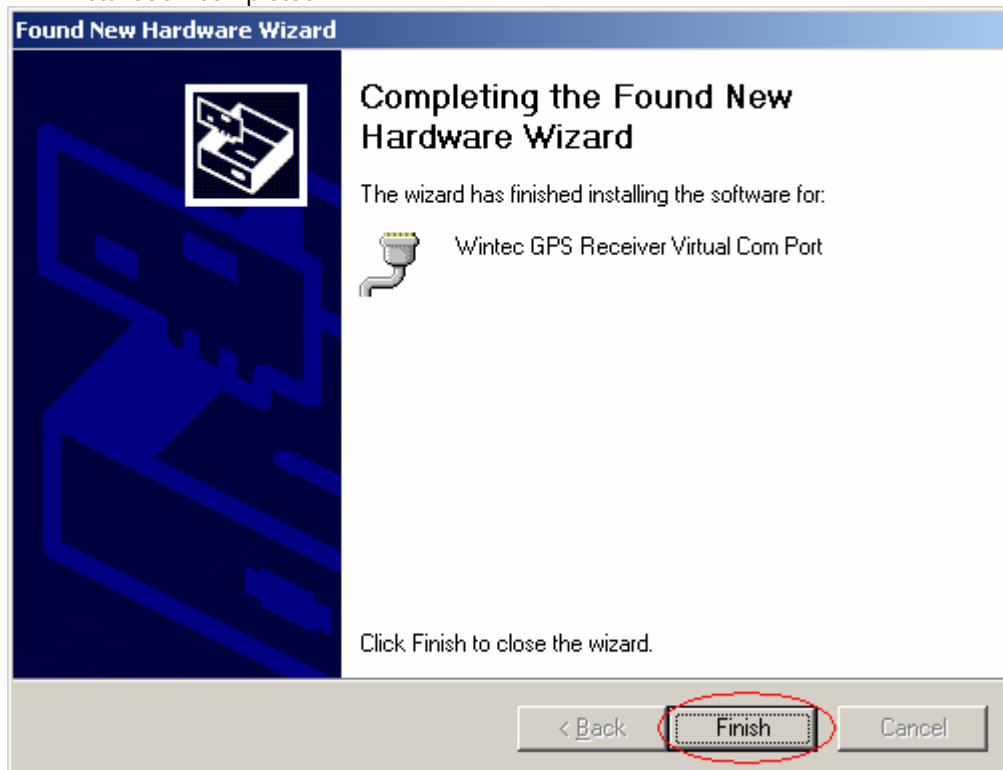 Found New Hardware Wizard
Completing the Found New
Hardware Wizard
The wizard has finished installing the software for:
Wintec GPS Receiver Virtual Com Port
Click Finish to close the wizard.
< Back
Finish
Cancel